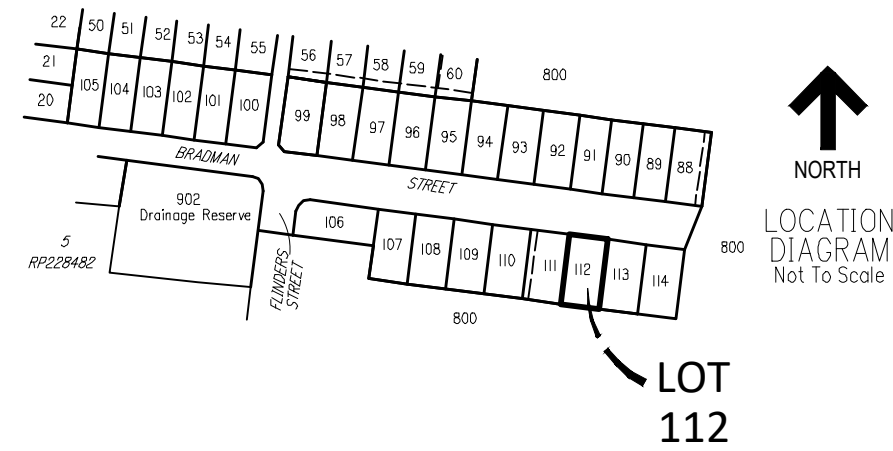 22 50 51 52 53 54 55 56 57 58 59 60 800
21
20 105 104 103 102 101 100 99 98 97 96 95 94 93 92 91 90 89 88
NORTH
BRADMAN STREET
902
Drainage Reserve
106
107 108 109 110 111 112 113 114
800
LOCATION
DIAGRAM
Not To Scale
5
RP228482
FLINDERS
STREET
800
LOT
112